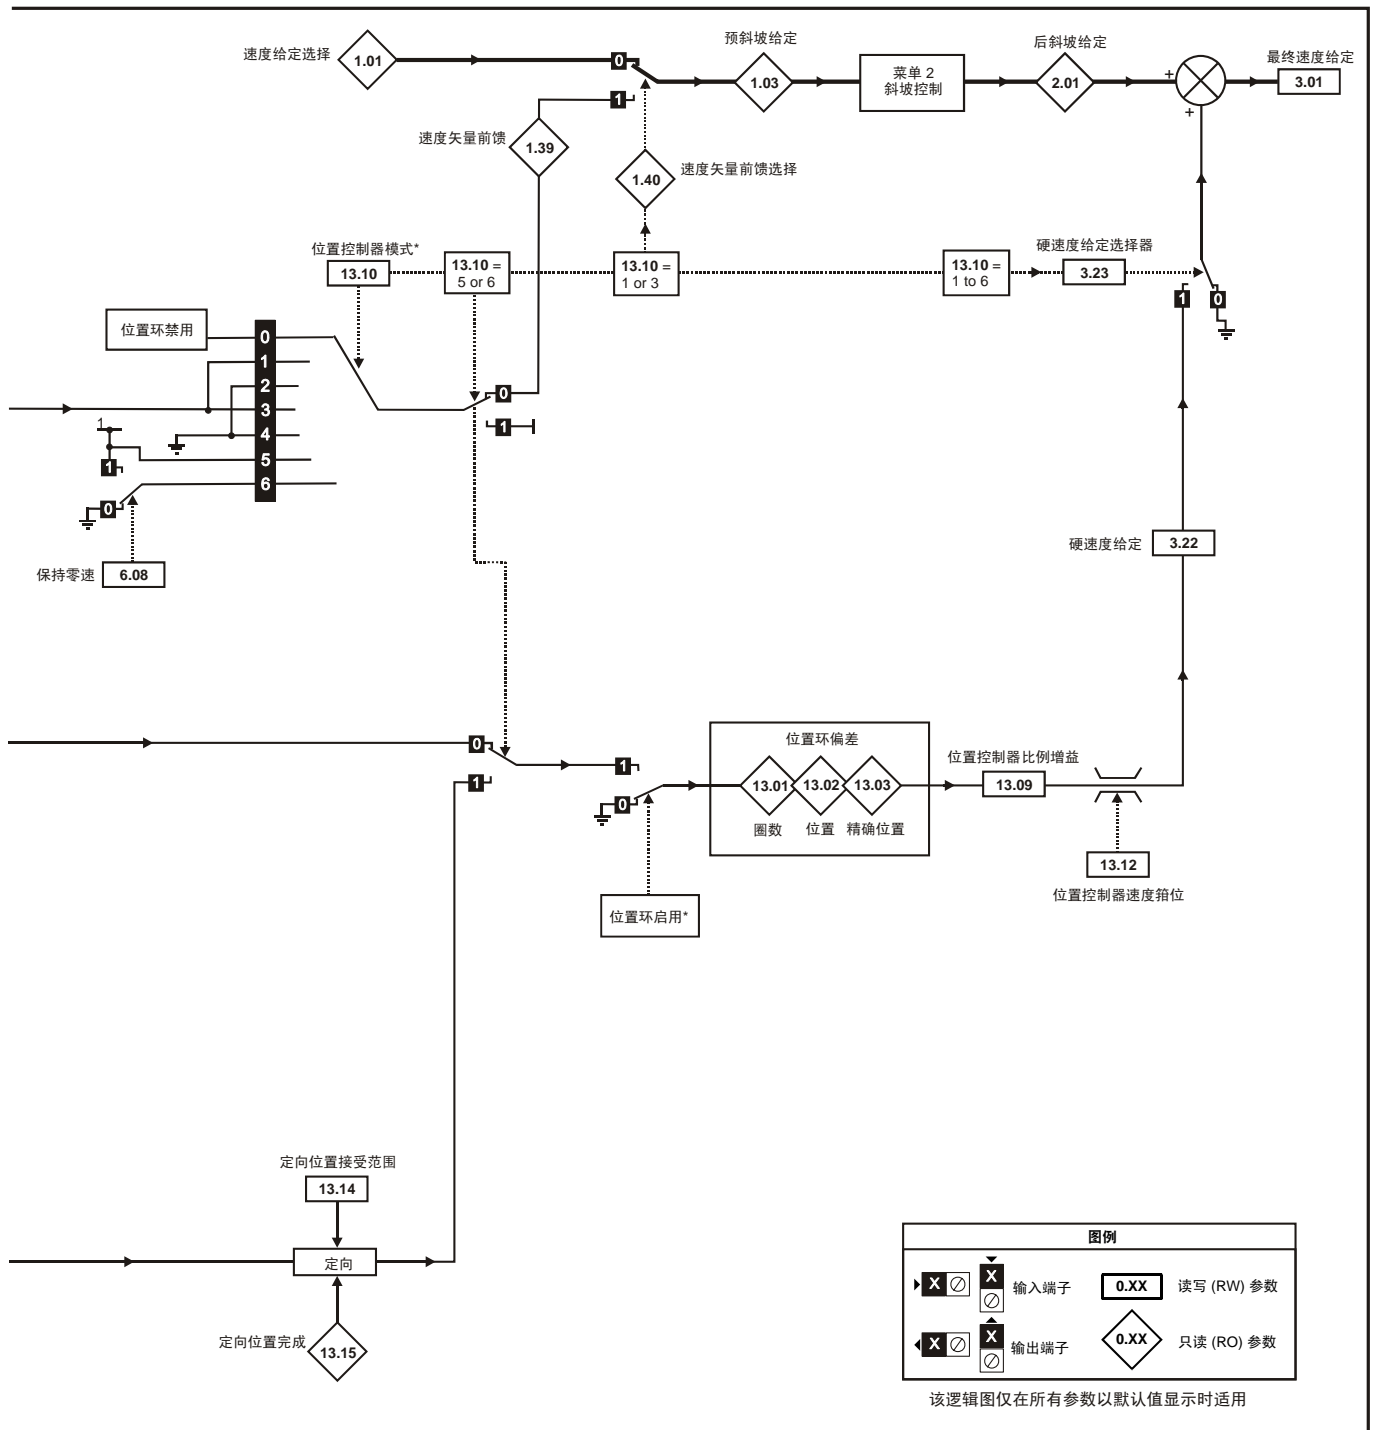 速度给定选择
1.01
0
1
预斜坡给定
1.03
菜单 2
斜坡控制
后斜坡给定
2.01
+
+
最终速度给定
3.01
速度矢量前馈
1.39
1.40
速度矢量前馈选择
位置控制器模式*
13.10
13.10 =
5 or 6
13.10 =
1 or 3
13.10 =
1 to 6
硬速度给定选择器
3.23
1
0
位置环禁用
0
1
2
3
4
5
6
1
1
0
0
1
保持零速
6.08
硬速度给定
3.22
0
1
1
0
位置环偏差
13.01
13.02
13.03
圈数
位置
精确位置
位置控制器比例增益
13.09
13.12
位置控制器速度箝位
位置环启用*
定向位置接受范围
13.14
定向
定向位置完成
13.15
图例
X
X
输入端子
0.XX
读写 (RW) 参数
X
X
输出端子
0.XX
只读 (RO) 参数
该逻辑图仅在所有参数以默认值显示时适用